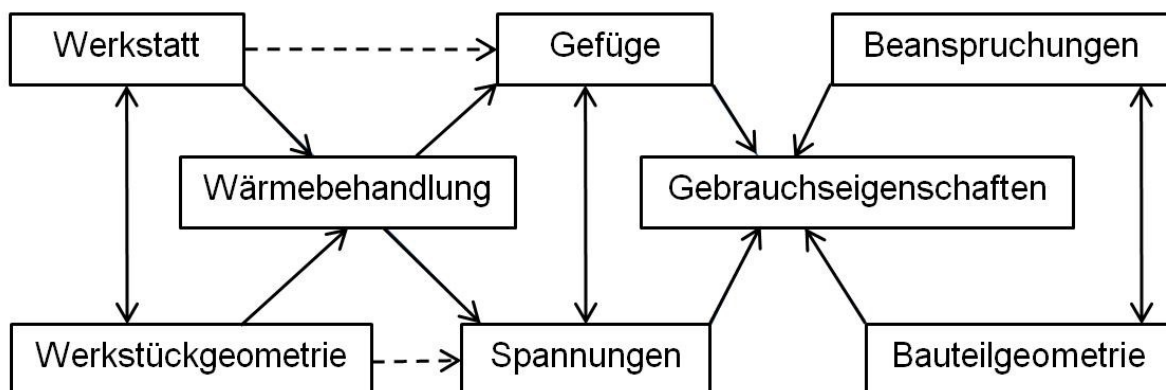 Werkstatt
Gefüge
Beanspruchungen
Wärmebehandlung
Gebrauchseigenschaften
Werkstückgeometrie
Spannungen
Bauteilgeometrie